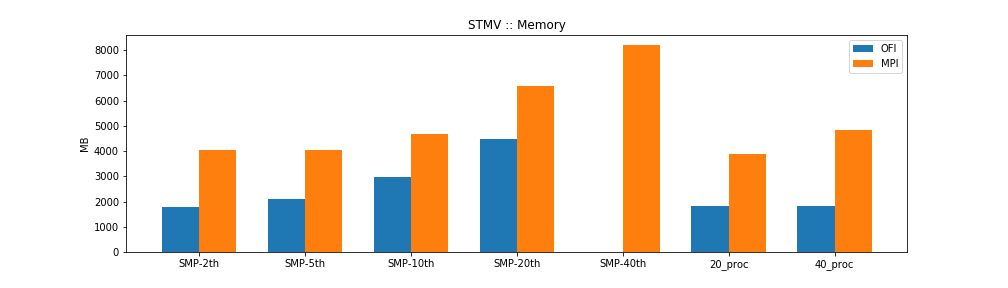 STMV :: Memory
OFI
MPI
MB
8000
7000
6000
5000
4000
3000
2000
1000
0
SMP-2th SMP-5th SMP-10th SMP-20th SMP-40th 20_proc 40_proc